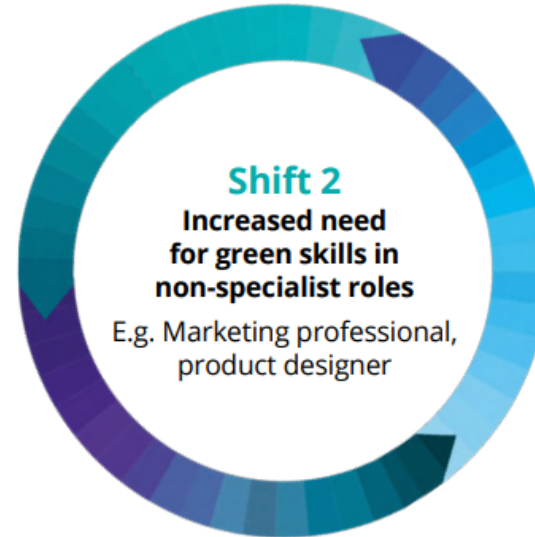 Shift 2
Increased need
for green skills in
non-specialist roles
E.g. Marketing professional,
product designer